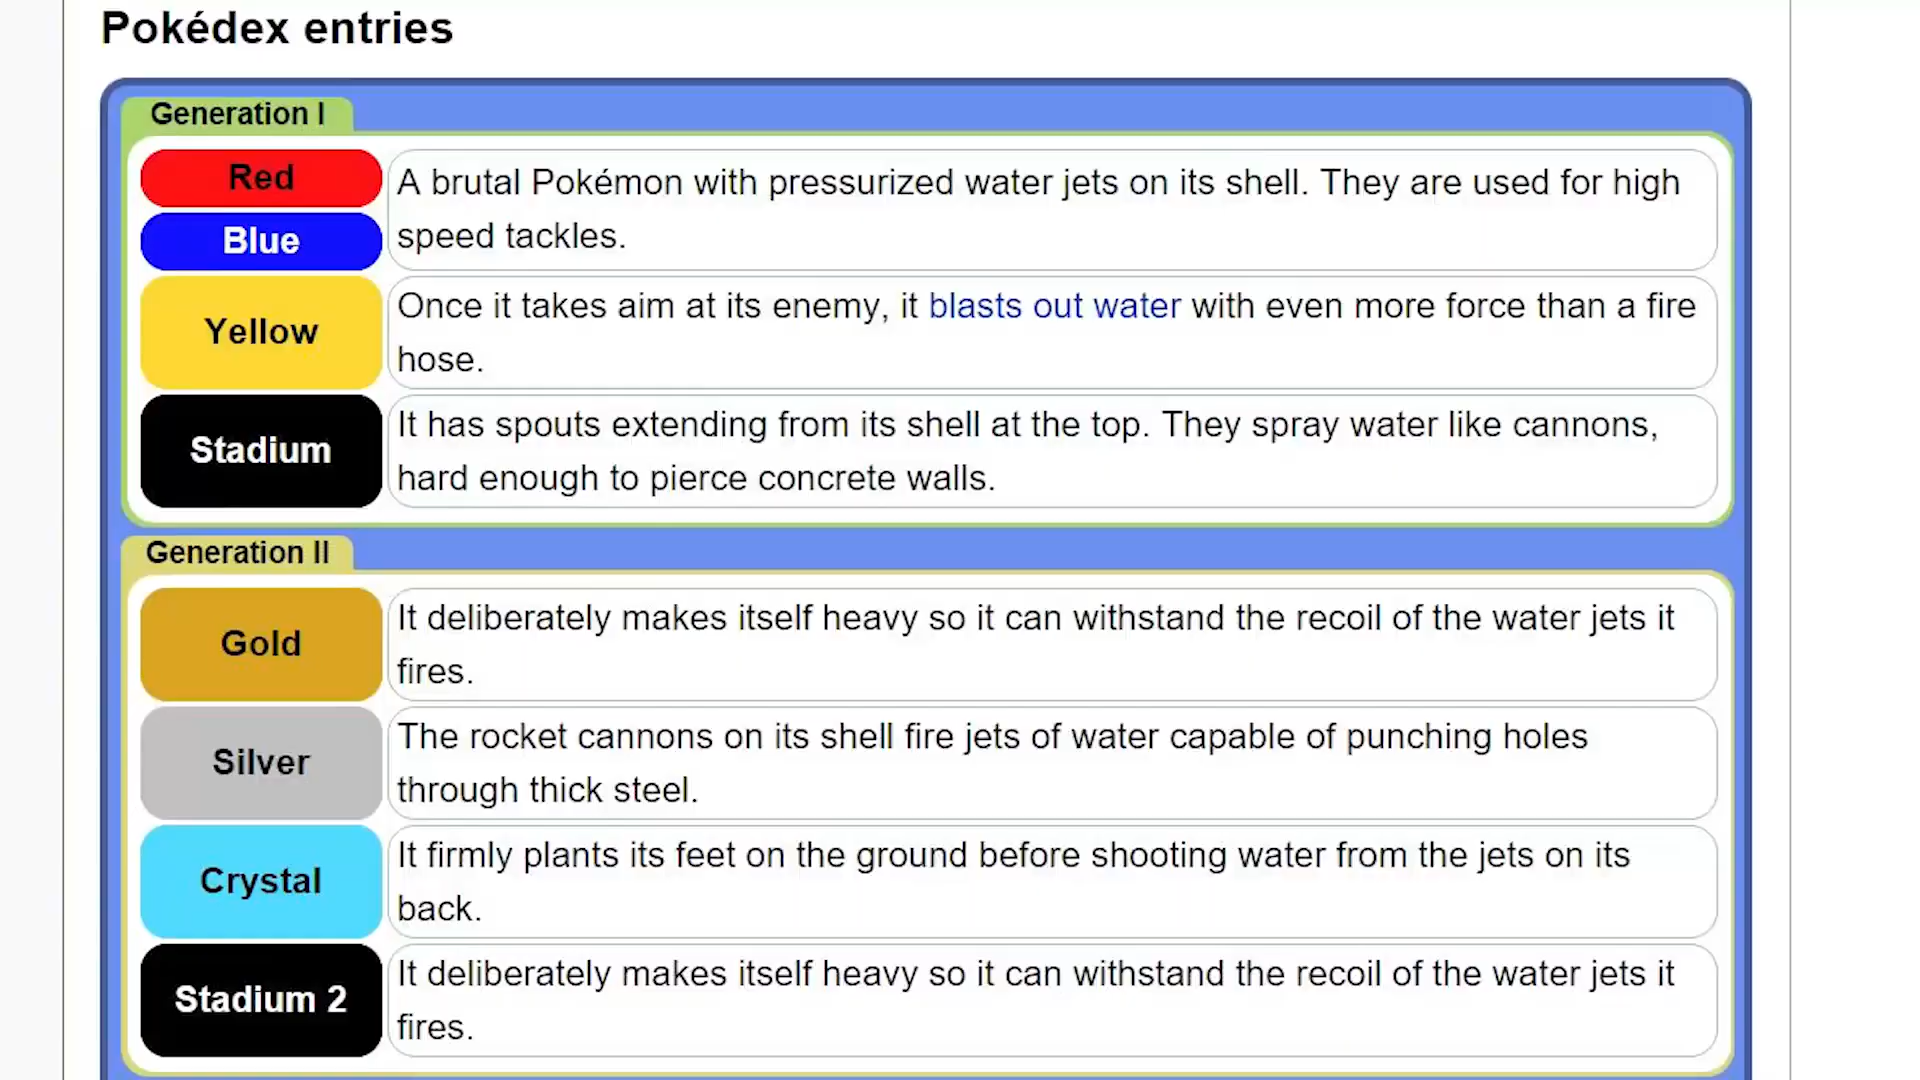 Pokédex entries
Generation I
Red
Blue
A brutal Pokémon with pressurized water jets on its shell. They are used for high
speed tackles.
Yellow
Once it takes aim at its enemy, it blasts out water with even more force than a fire
hose.
Stadium
It has spouts extending from its shell at the top. They spray water like cannons,
hard enough to pierce concrete walls.
Generation II
Gold
It deliberately makes itself heavy so it can withstand the recoil of the water jets it
fires.
Silver
The rocket cannons on its shell fire jets of water capable of punching holes
through thick steel.
Crystal
It firmly plants its feet on the ground before shooting water from the jets on its
back.
Stadium 2
It deliberately makes itself heavy so it can withstand the recoil of the water jets it
fires.